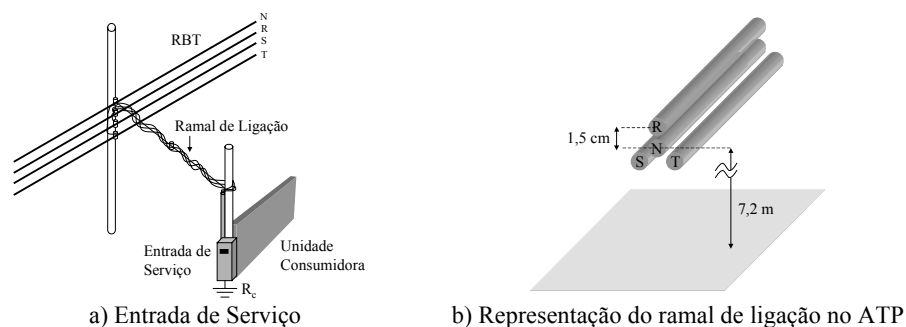 N
R
S
T
RBT
Ramal de Ligação
Entrada de
Serviço
Unidade
Consumidora
R_c
a) Entrada de Serviço
1,5 cm
R
N
S
T
7,2 m
b) Representação do ramal de ligação no ATP